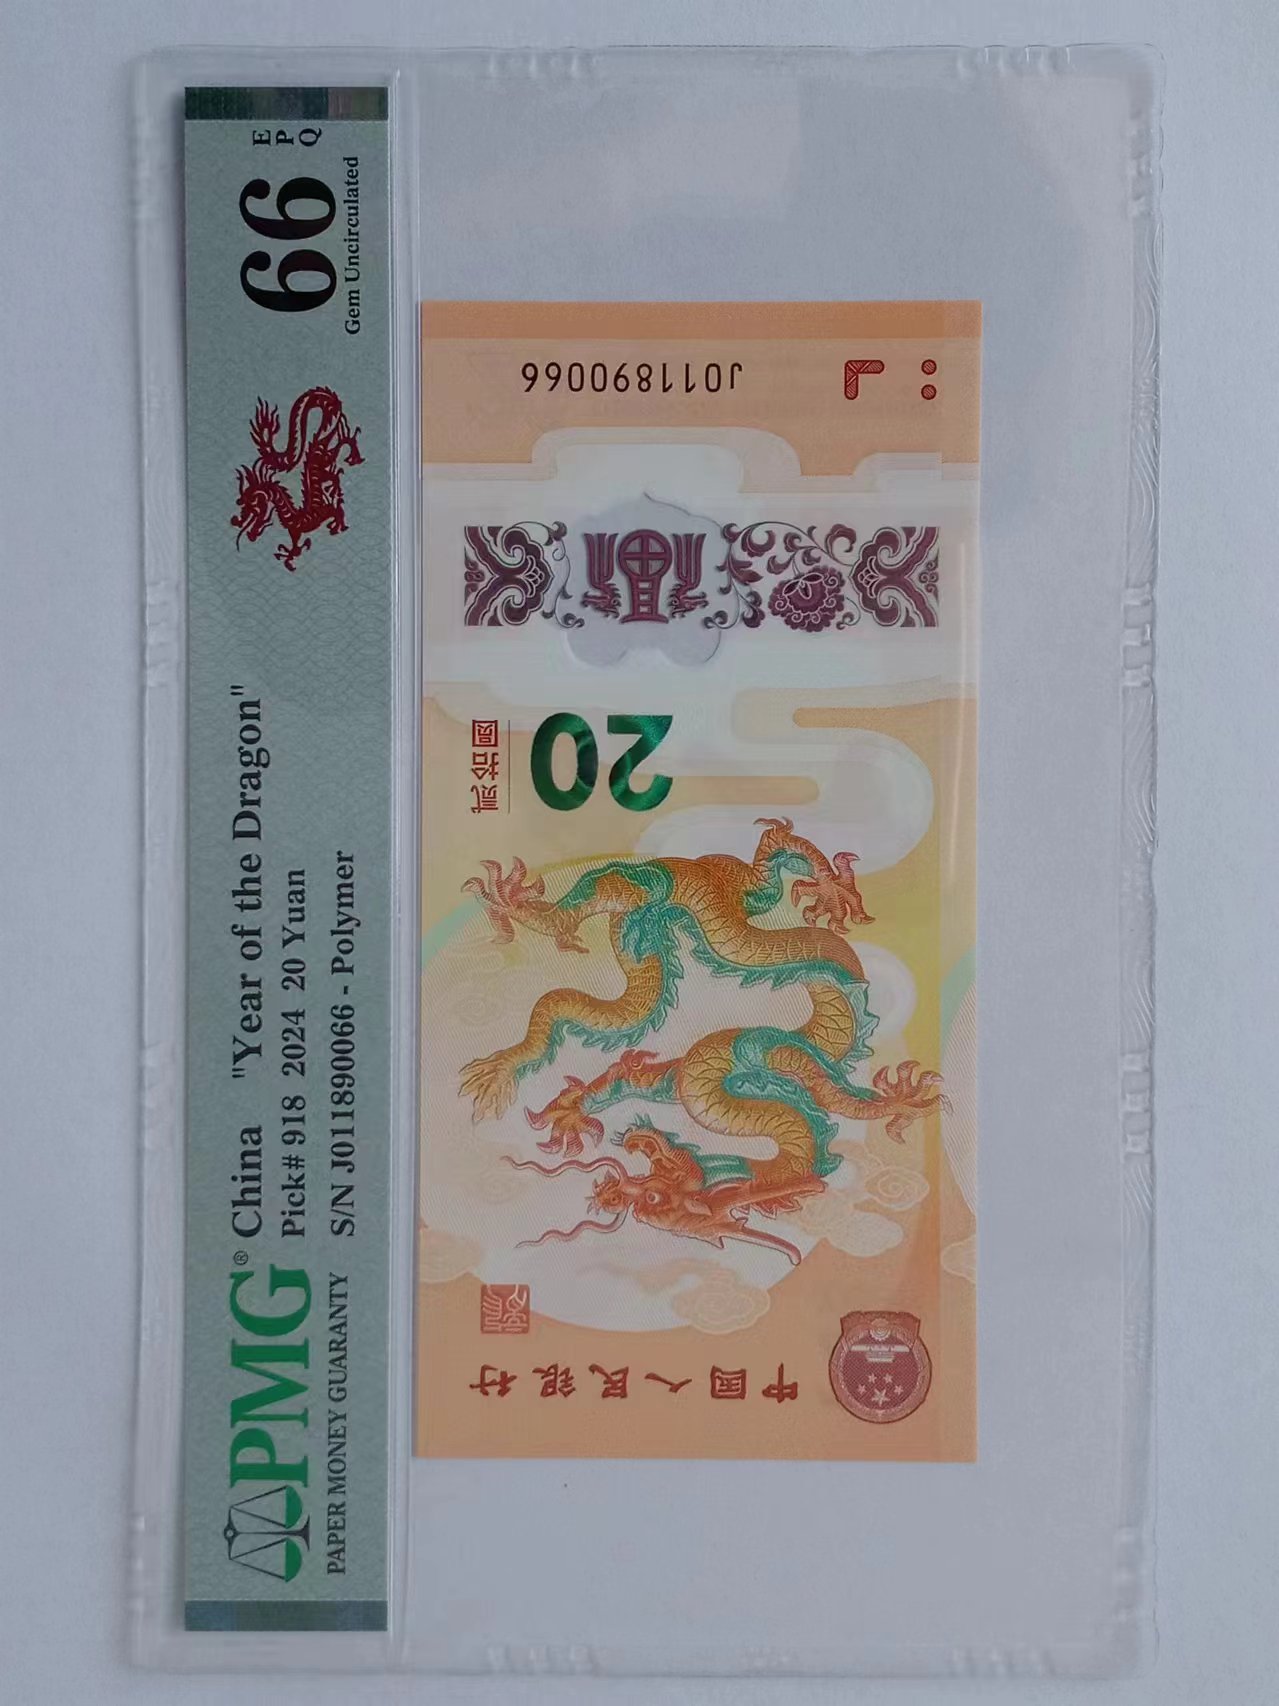 PMG®
PAPER MONEY GUARANTY
China "Year of the Dragon"
Pick# 918 2024 20 Yuan
S/N J011890066 - Polymer
66
EPQ
Gem Uncirculated
中国人民银行
20
贰拾圆
J011890066